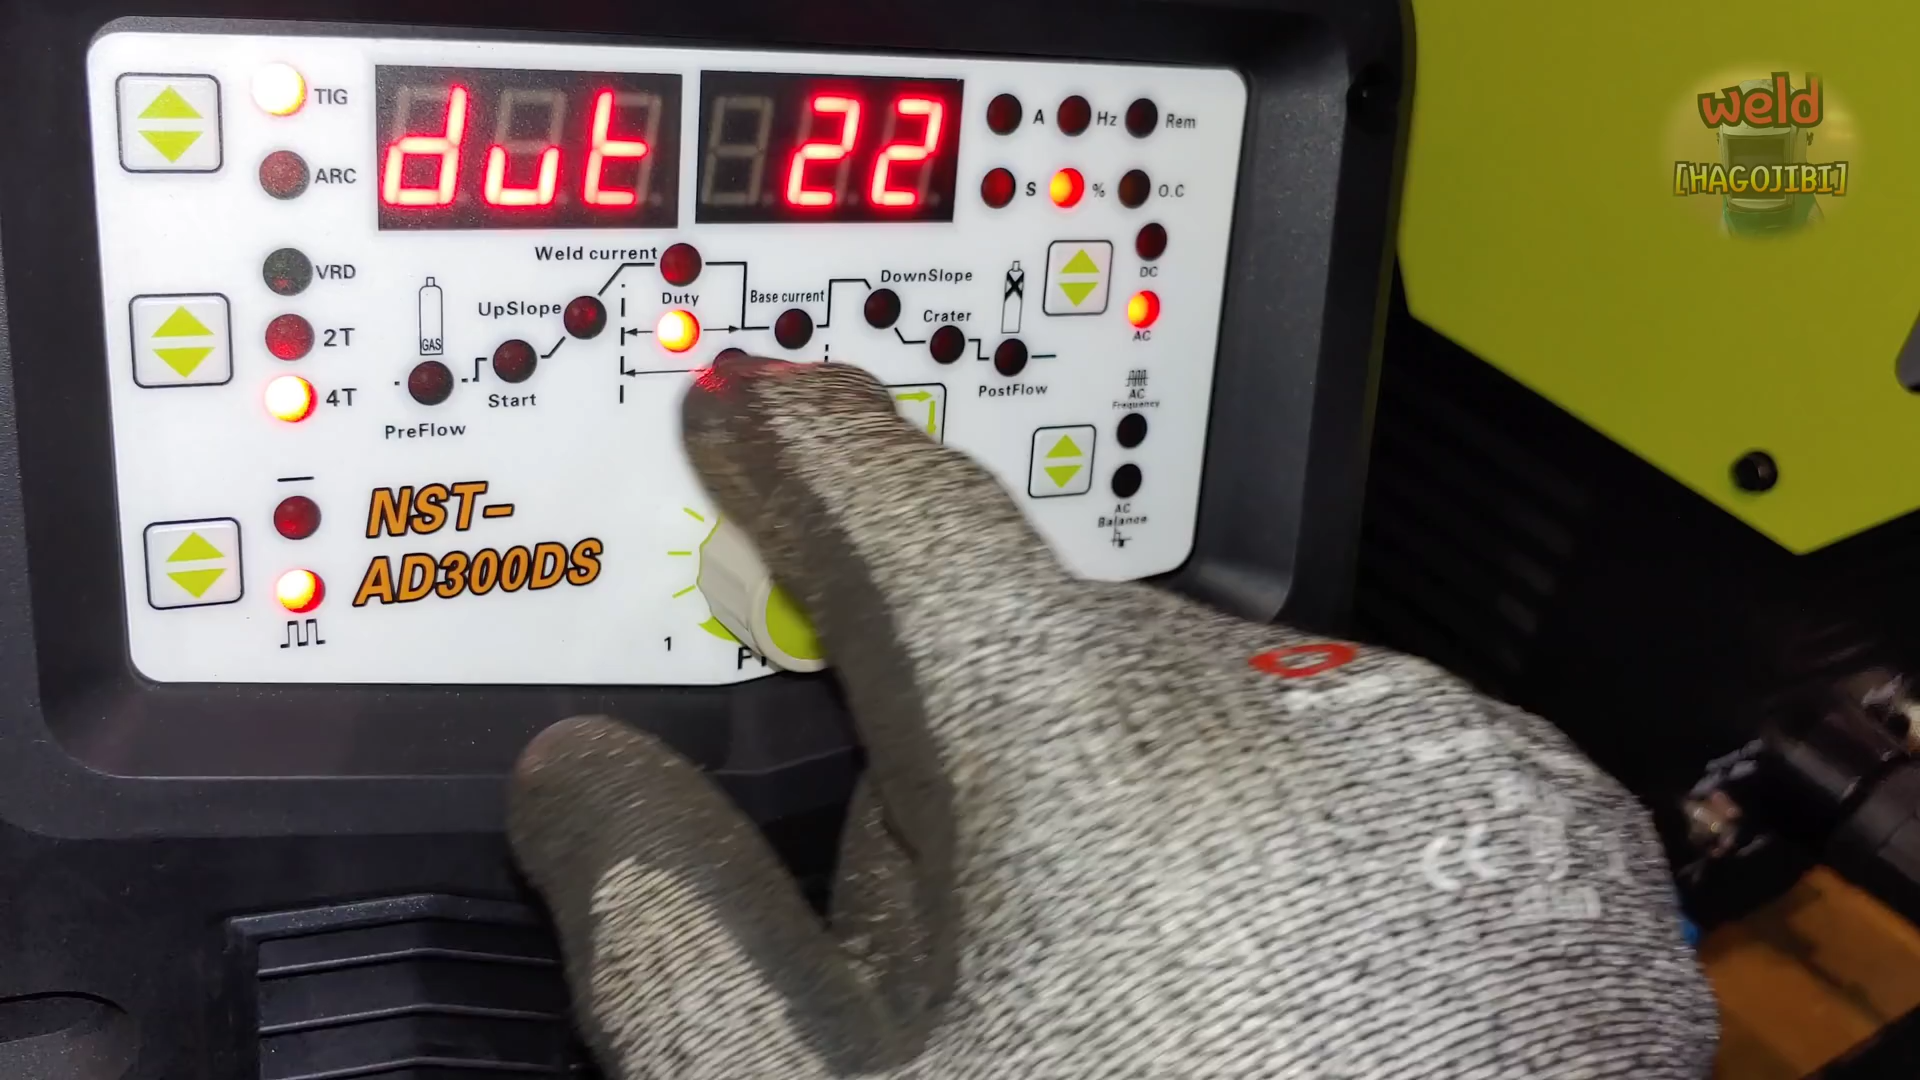 TIG
ARC
VRD
2T
4T
dut
22
A
Hz
Rem
S
%
O.C
DC
AC
Weld current
Duty
UpSlope
Base current
DownSlope
Crater
GAS
PreFlow
Start
PostFlow
AC
Frequency
AC
Balance
NST-
AD300DS
1
weld
[HAGOJIBI]
CE